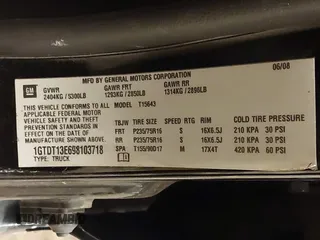 MFD BY GENERAL MOTORS CORPORATION
06/08
GM GVWR GAWR FRT GAWR RR
2404KG / 5300LB 1293KG / 2850LB 1314KG / 2898LB
THIS VEHICLE CONFORMS TO ALL MODEL: T15643
APPLICABLE FEDERAL MOTOR
VEHICLE SAFETY STANDARDS
IN EFFECT ON THE DATE OF
MANUFACTURE SHOWN ABOVE.
1GTDT13E698103718
TYPE: TRUCK
TBJW TIRE SIZE SPEED RTG RIM COLD TIRE PRESSURE
FRT P235/75R16 S 16X6.5J 210 KPA 30 PSI
RR P235/75R16 S 16X6.5J 210 KPA 30 PSI
SPA T155/90D17 M 17X4T 420 KPA 60 PSI